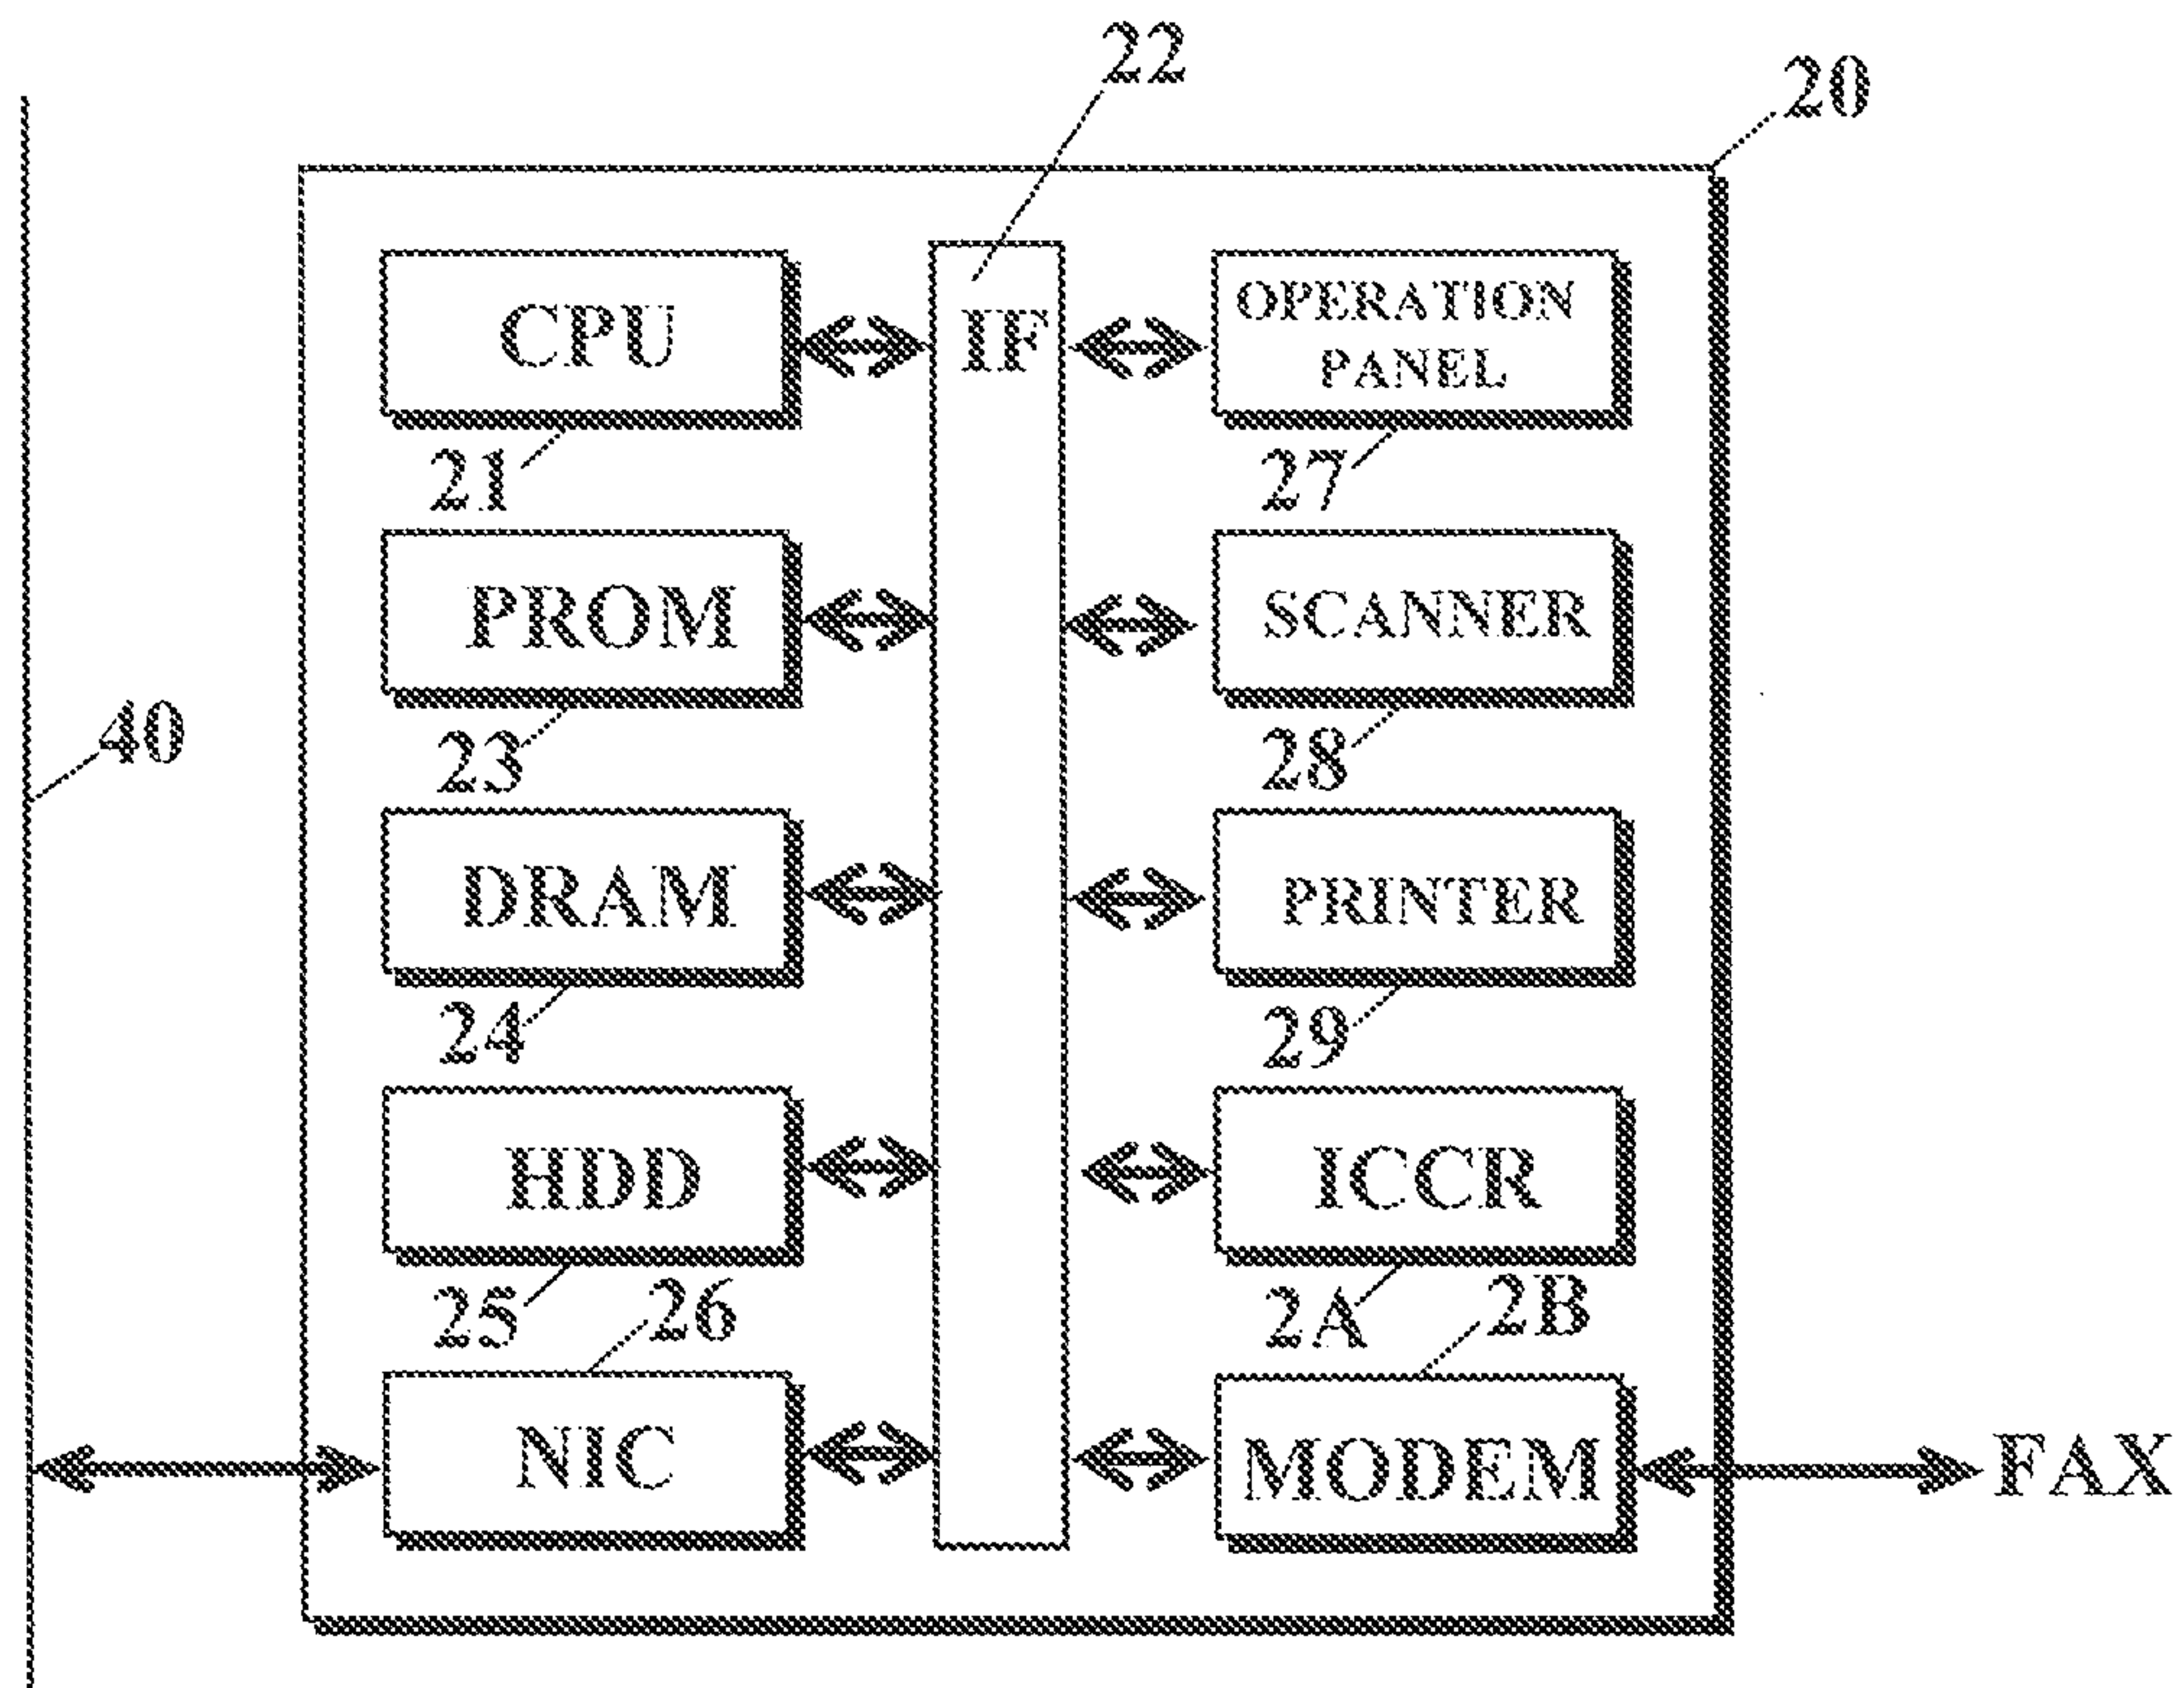 22
20
CPU
IF
OPERATION
PANEL
21
27
PROM
SCANNER
40
23
28
DRAM
PRINTER
24
29
HDD
ICCR
25
26
2A
2B
NIC
MODEM
FAX